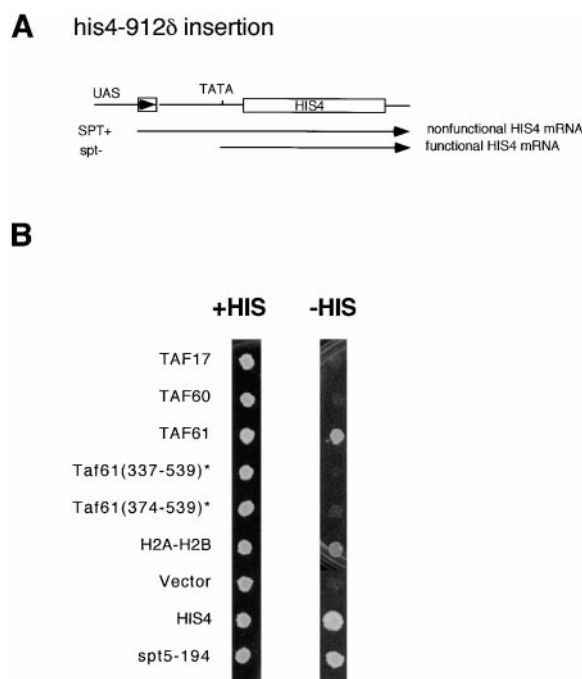 A his4-912δ insertion
UAS
TATA
HIS4
SPT+ nonfunctional HIS4 mRNA
spt- functional HIS4 mRNA
B
+HIS -HIS
TAF17
TAF60
TAF61
Taf61(337-539)*
Taf61(374-539)*
H2A-H2B
Vector
HIS4
spt5-194